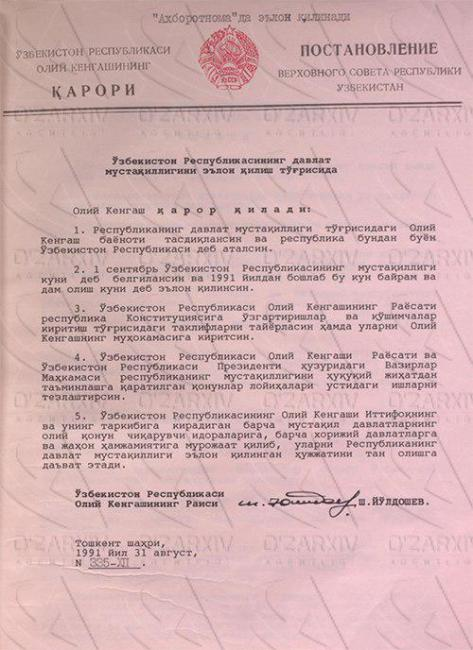 "Ахборотнома"да эълон қилинади
ЎЗБЕКИСТОН РЕСПУБЛИКАСИ
ОЛИЙ КЕНГАШИНИНГ
ҚАРОРИ
ПОСТАНОВЛЕНИЕ
ВЕРХОВНОГО СОВЕТА РЕСПУБЛИКИ
УЗБЕКИСТАН
Ўзбекистон Республикасининг давлат
мустақиллигини эълон қилиш тўғрисида
Олий Кенгаш қарор қилади:
1. Республиканинг давлат мустақиллиги тўғрисидаги Олий
Кенгаш баёноти тасдиқлансин ва республика бундан буён
Ўзбекистон Республикаси деб аталсин.
2. 1 сентябрь Ўзбекистон Республикасининг мустақиллиги
куни деб белгилансин ва 1991 йилдан бошлаб бу кун байрам ва
дам олиш куни деб эълон қилинсин.
3. Ўзбекистон Республикаси Олий Кенгашининг Раёсати
республика Конституциясига ўзгартиришлар ва қўшимчалар
киритиш тўғрисидаги таклифларни тайёрласин ҳамда уларни Олий
Кенгашнинг муҳокамасига киритсин.
4. Ўзбекистон Республикаси Олий Кенгаши Раёсати ва
Ўзбекистон Республикаси Президенти ҳузуридаги Вазирлар
Маҳкамаси республиканинг мустақиллигини ҳуқуқий жиҳатдан
таъминлашга қаратилган қонунлар лойиҳалари устидаги ишларни
тезлаштирсин.
5. Ўзбекистон Республикасининг Олий Кенгаши Иттифоқнинг
ва унинг таркибига кирадиган барча мустақил давлатларнинг
олий қонун чиқарувчи идораларига, барча хорижий давлатларга
ва жаҳон ҳамжамиятига мурожаат қилиб, уларни Республиканинг
давлат мустақиллиги эълон қилинган ҳужжатини тан олишга
даъват этади.
Ўзбекистон Республикаси
Олий Кенгашининг Раиси Ш.ЙЎЛДОШЕВ.
Тошкент шаҳри,
1991 йил 31 август,
N 335-XII .
O'ZARXIV
AGENTLIGI